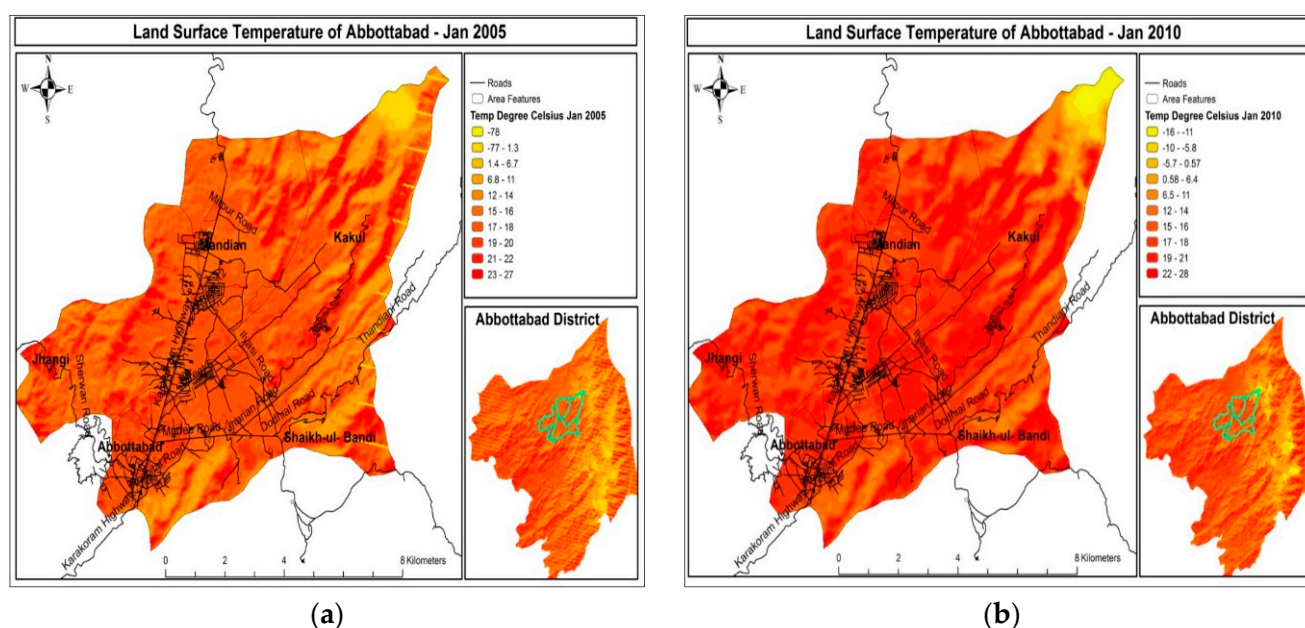 Land Surface Temperature of Abbottabad - Jan 2005
N
W E
S
Roads
Area Features
Temp Degree Celsius Jan 2005
-78
-77 - 1.3
1.4 - 6.7
6.8 - 11
12 - 14
15 - 16
17 - 18
19 - 20
21 - 22
23 - 27
Mirpur Road
Mandian
Kakul
Thandiani Road
Ilyasi Road
Jhangi
Sherwan Road
Jharian Road
Dodhial Road
Shaikh-ul- Bandi
Abbottabad
Karakoram Highway
0 2 4 8 Kilometers
Abbottabad District
(a)
Land Surface Temperature of Abbottabad - Jan 2010
N
W E
S
Roads
Area Features
Temp Degree Celsius Jan 2010
-16 - -11
-10 - -5.8
-5.7 - 0.57
0.58 - 6.4
6.5 - 11
12 - 14
15 - 16
17 - 18
19 - 21
22 - 28
Mirpur Road
Mandian
Kakul
Thandiani Road
Ilyasi Road
Jhangi
Sherwan Road
Jharian Road
Dodhial Road
Shaikh-ul- Bandi
Abbottabad
Karakoram Highway
0 2 4 8 Kilometers
Abbottabad District
(b)